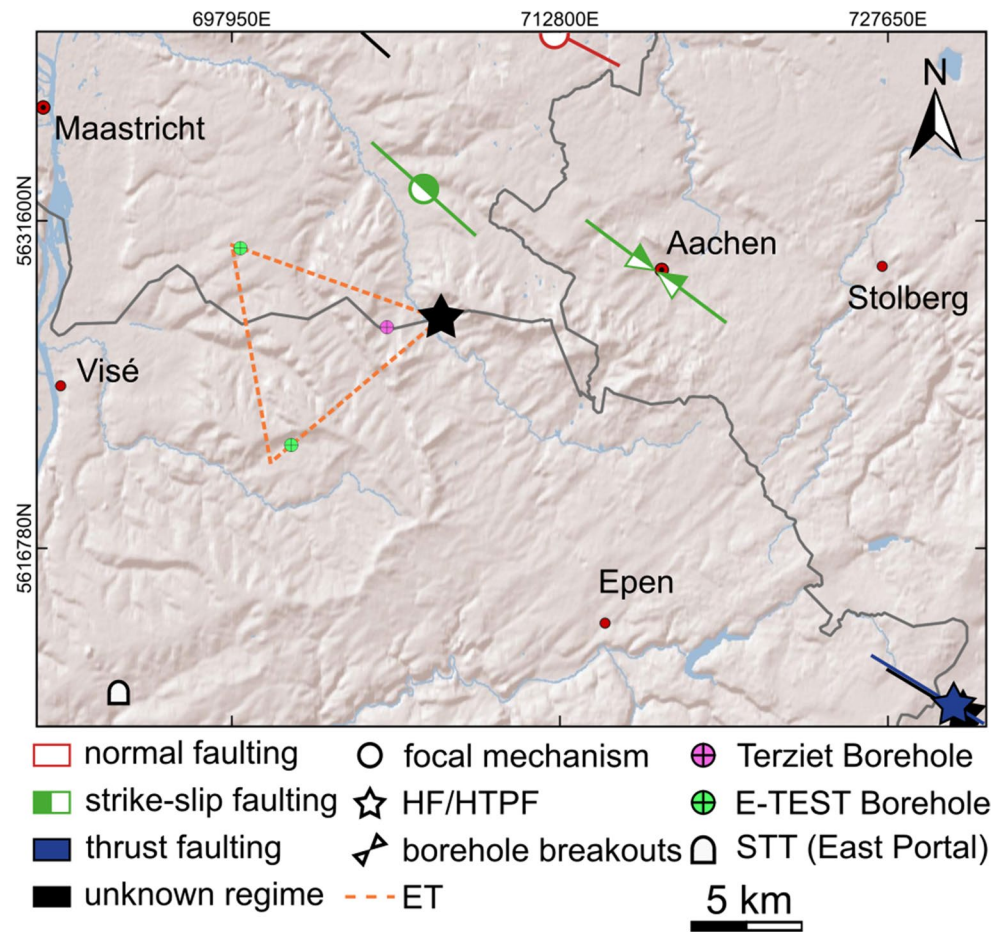 697950E 712800E 727650E
N
Maastricht
5631600N
Aachen
Stolberg
Visé
5616780N
Epen
normal faulting focal mechanism Terziet Borehole
strike-slip faulting HF/HTPF E-TEST Borehole
thrust faulting borehole breakouts STT (East Portal)
unknown regime ET 5 km